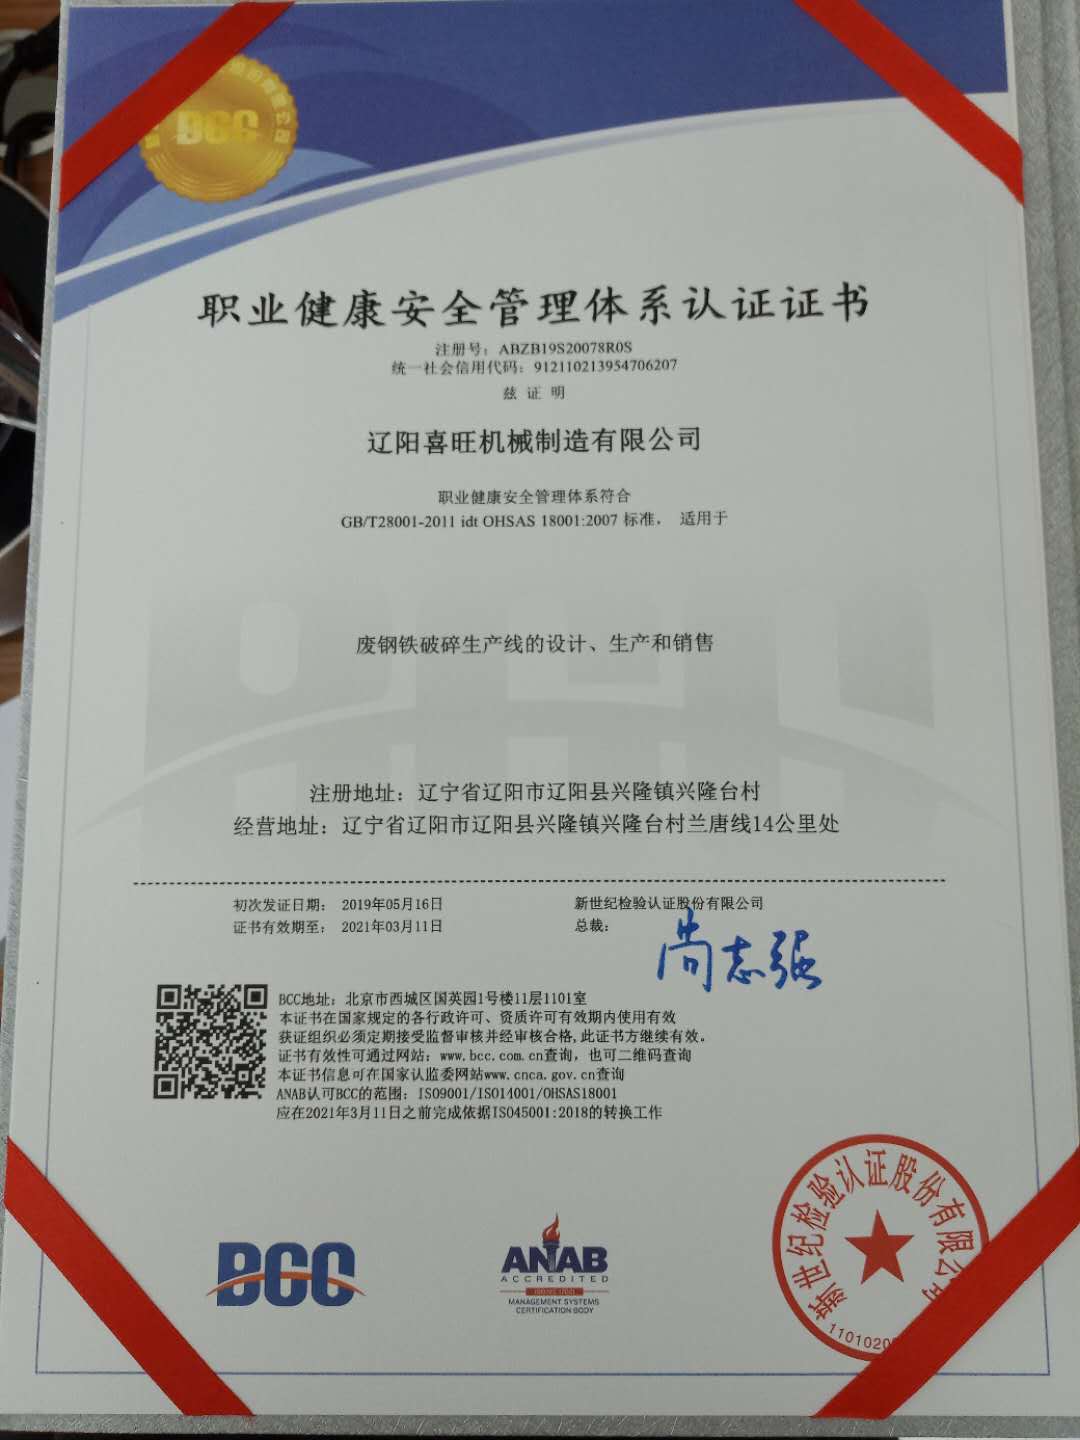 BCC
职业健康安全管理体系认证证书
注册号：ABZB19S20078R0S
统一社会信用代码：912110213954706207
兹 证 明
辽阳喜旺机械制造有限公司
职业健康安全管理体系符合
GB/T28001-2011 idt OHSAS 18001:2007 标准， 适用于
废钢铁破碎生产线的设计、生产和销售
注册地址：辽宁省辽阳市辽阳县兴隆镇兴隆台村
经营地址：辽宁省辽阳市辽阳县兴隆镇兴隆台村兰唐线14公里处
初次发证日期： 2019年05月16日
证书有效期至： 2021年03月11日
新世纪检验认证股份有限公司
总裁：
尚志强
BCC地址：北京市西城区国英园1号楼11层1101室
本证书在国家规定的各行政许可、资质许可有效期内使用有效
获证组织必须定期接受监督审核并经审核合格,此证书方继续有效。
证书有效性可通过网站：www.bcc.com.cn查询，也可二维码查询
本证书信息可在国家认监委网站www.cnca.gov.cn查询
ANAB认可BCC的范围：ISO9001/ISO14001/OHSAS18001
应在2021年3月11日之前完成依据ISO45001:2018的转换工作
BCC
ANAB
ACCREDITED
MANAGEMENT SYSTEMS
CERTIFICATION BODY
新世纪检验认证股份有限公司
1101020